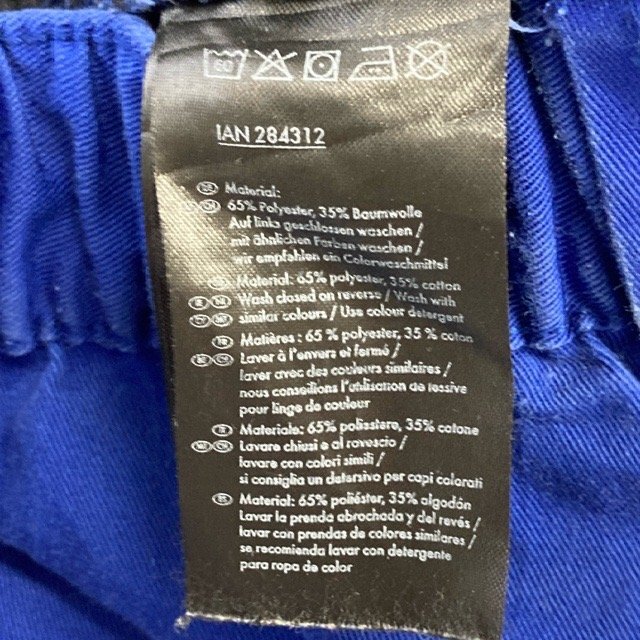 IAN 284312
Material:
65% Polyester, 35% Baumwolle
Auf links geschlossen waschen /
mit ähnlichen Farben waschen /
wir empfehlen ein Colorwaschmittel
Material: 65% polyester, 35% cotton
Wash closed on reverse / Wash with
similar colours / Use colour detergent
Matières : 65 % polyester, 35 % coton
Laver à l'envers et fermé /
laver avec des couleurs similaires /
nous conseillons l'utilisation de lessive
pour linge de couleur
Materiale: 65% poliestere, 35% cotone
Lavare chiusi e al rovescio /
lavare con colori simili /
si consiglia un detersivo per capi colorati
Material: 65% poliéster, 35% algodón
Lavar la prenda abrochada y del revés /
lavar con prendas de colores similares /
se recomienda lavar con detergente
para ropa de color